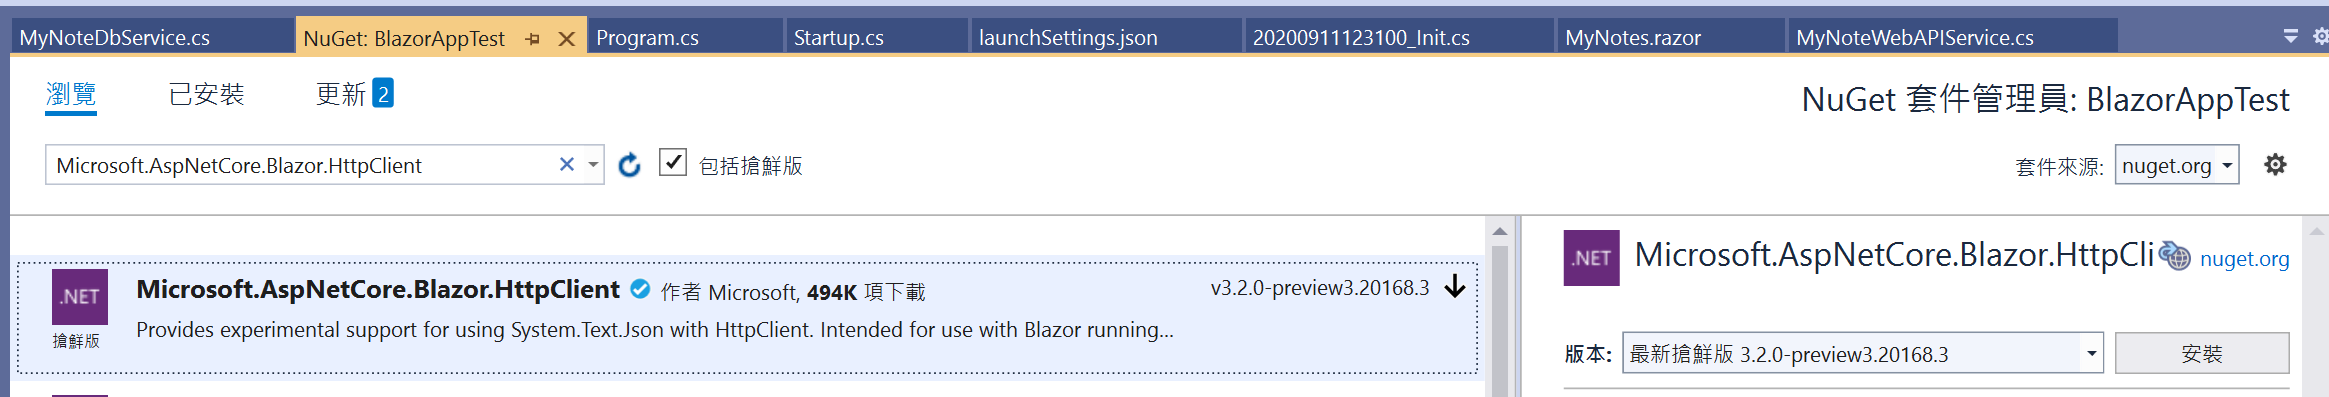 MyNoteDbService.cs NuGet: BlazorAppTest Program.cs Startup.cs launchSettings.json 20200911123100_Init.cs MyNotes.razor MyNoteWebAPIService.cs
瀏覽 已安裝 更新 2
NuGet 套件管理員: BlazorAppTest
Microsoft.AspNetCore.Blazor.HttpClient 包括搶鮮版
套件來源: nuget.org
.NET Microsoft.AspNetCore.Blazor.HttpClient 作者 Microsoft, 494K 項下載 v3.2.0-preview3.20168.3
搶鮮版 Provides experimental support for using System.Text.Json with HttpClient. Intended for use with Blazor running...
.NET Microsoft.AspNetCore.Blazor.HttpCli nuget.org
版本: 最新搶鮮版 3.2.0-preview3.20168.3 安裝